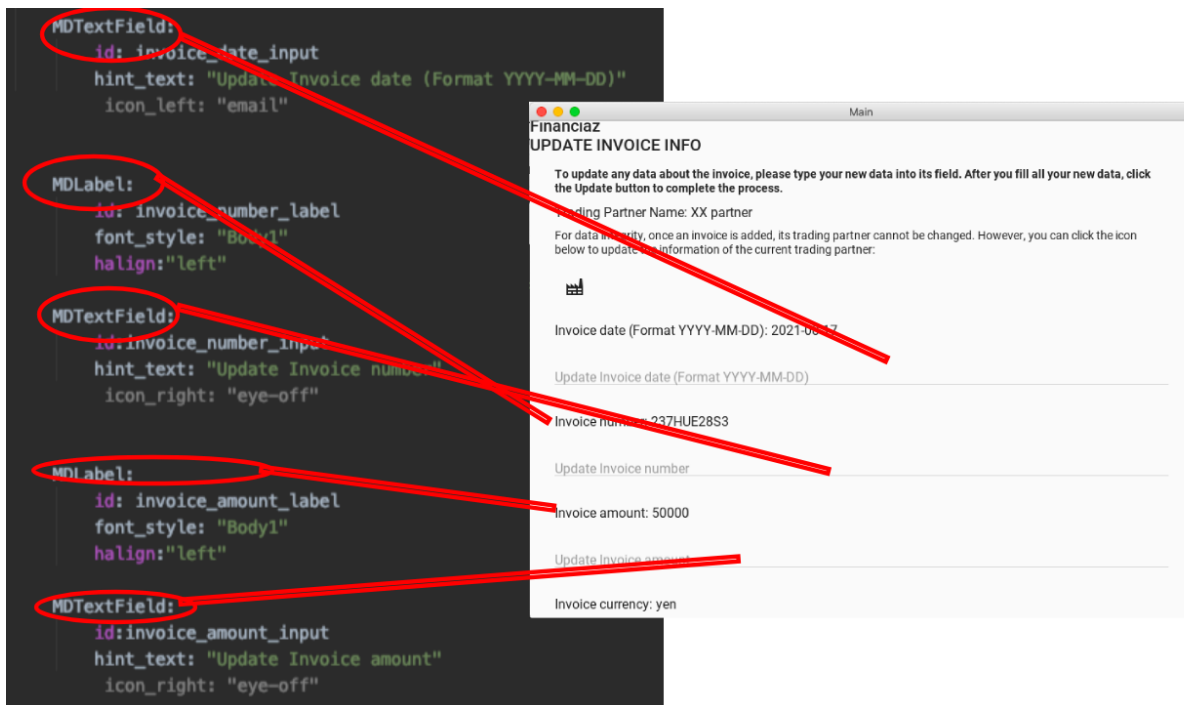 MDTextField:
id: invoice_date_input
hint_text: "Update Invoice date (Format YYYY-MM-DD)"
icon_left: "email"
MDLabel:
id: invoice_number_label
font_style: "Body1"
halign:"left"
MDTextField:
id:invoice_number_input
hint_text: "Update Invoice number"
icon_right: "eye-off"
MDLabel:
id: invoice_amount_label
font_style: "Body1"
halign:"left"
MDTextField:
id:invoice_amount_input
hint_text: "Update Invoice amount"
icon_right: "eye-off"
Main
Financiaz
UPDATE INVOICE INFO
To update any data about the invoice, please type your new data into its field. After you fill all your new data, click
the Update button to complete the process.
Trading Partner Name: XX partner
For data integrity, once an invoice is added, its trading partner cannot be changed. However, you can click the icon
below to update the information of the current trading partner:
Invoice date (Format YYYY-MM-DD):
Update Invoice date (Format YYYY-MM-DD)
Invoice number: 237HUE28S3
Update Invoice number
Invoice amount: 50000
Update Invoice amount
Invoice currency: yen